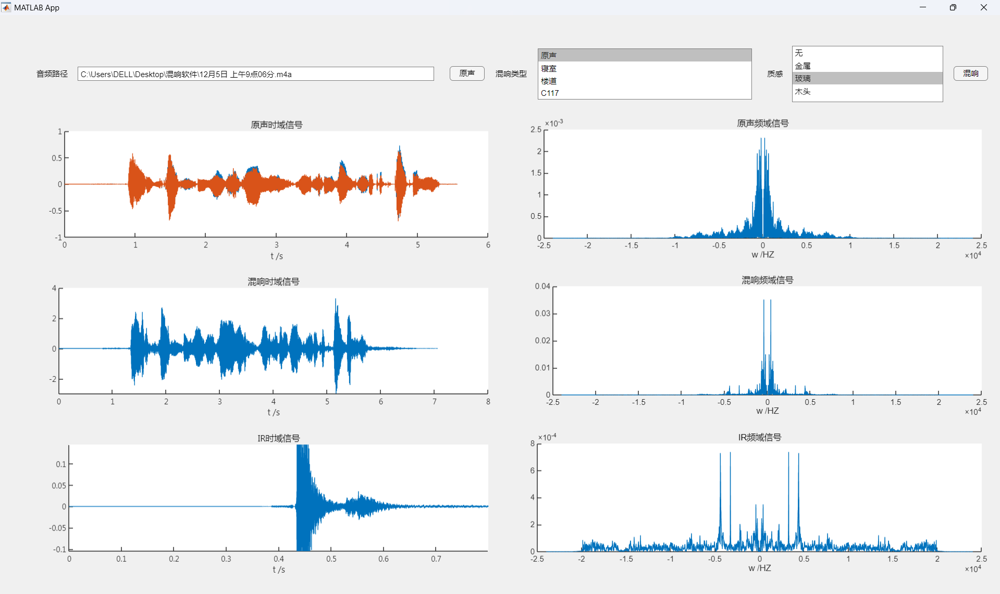 MATLAB App
音频路径
C:\Users\DELL\Desktop\混响软件\12月5日 上午9点06分.m4a
原声
混响类型
原声
寝室
楼道
C117
质感
无
金属
玻璃
木头
混响
原声时域信号
1
0.5
0
-0.5
-1
0 1 2 3 4 5 6
t /s
原声频域信号
×10-3
2.5
2
1.5
1
0.5
0
-2.5 -2 -1.5 -1 -0.5 0 0.5 1 1.5 2 2.5
w /HZ
×104
混响时域信号
4
2
0
-2
0 1 2 3 4 5 6 7 8
t /s
混响频域信号
0.04
0.03
0.02
0.01
0
-2.5 -2 -1.5 -1 -0.5 0 0.5 1 1.5 2 2.5
w /HZ
×104
IR时域信号
0.1
0.05
0
-0.05
-0.1
0 0.1 0.2 0.3 0.4 0.5 0.6 0.7
t /s
IR频域信号
×10-4
8
6
4
2
0
-2.5 -2 -1.5 -1 -0.5 0 0.5 1 1.5 2 2.5
w /HZ
×104